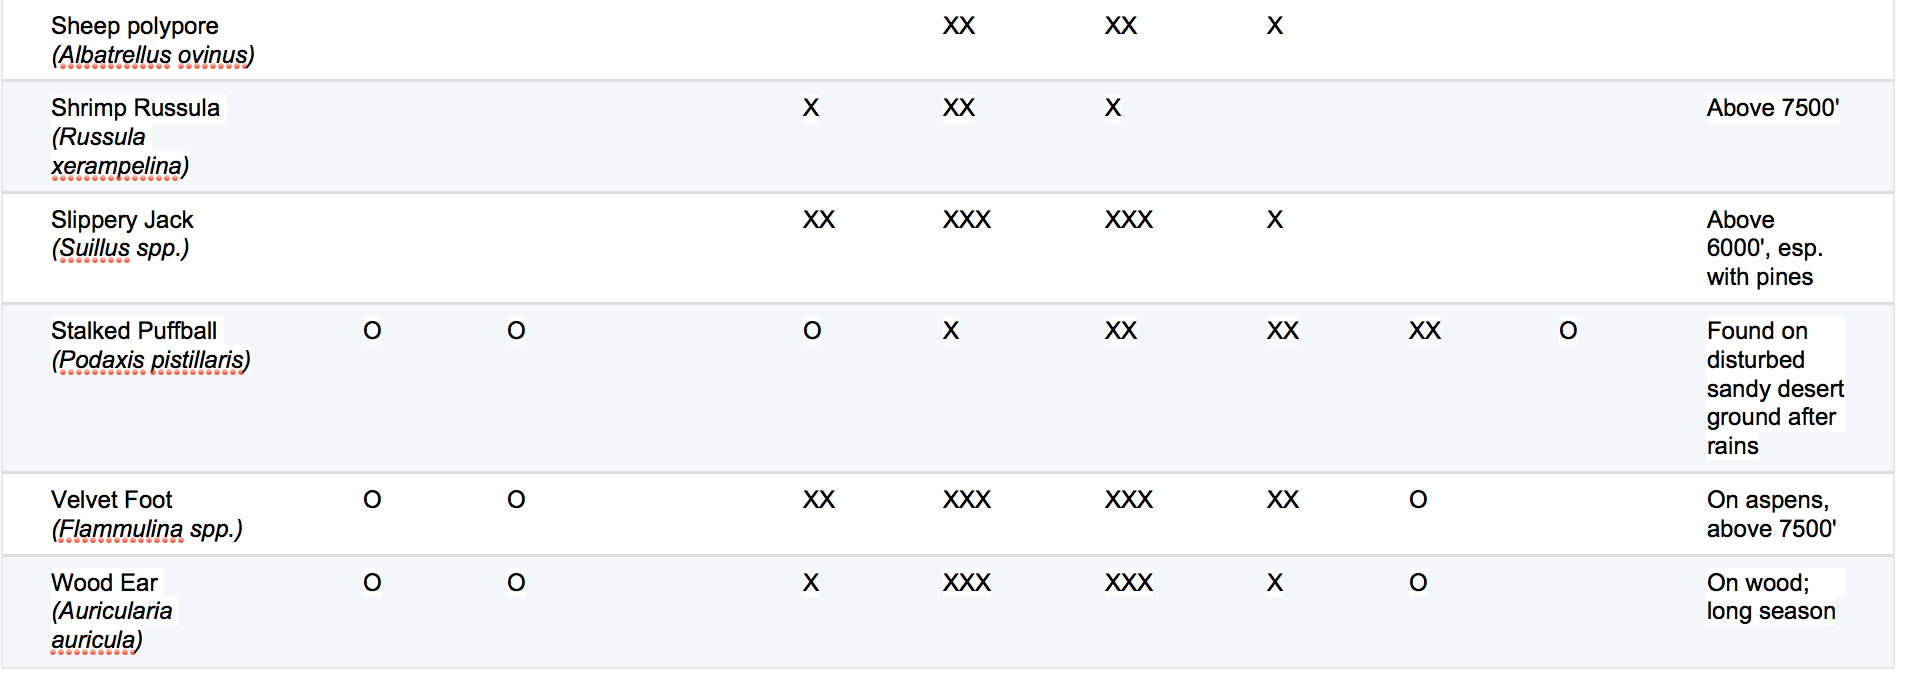 Sheep polypore XX XX X
(Albatrellus ovinus)
Shrimp Russula X XX X Above 7500'
(Russula
xerampelina)
Slippery Jack XX XXX XXX X Above
(Suillus spp.) 6000', esp.
with pines
Stalked Puffball O O O X XX XX XX O Found on
(Podaxis pistillaris) disturbed
sandy desert
ground after
rains
Velvet Foot O O XX XXX XXX XX O On aspens,
(Flammulina spp.) above 7500'
Wood Ear O O X XXX XXX X O On wood;
(Auricularia long season
auricula)